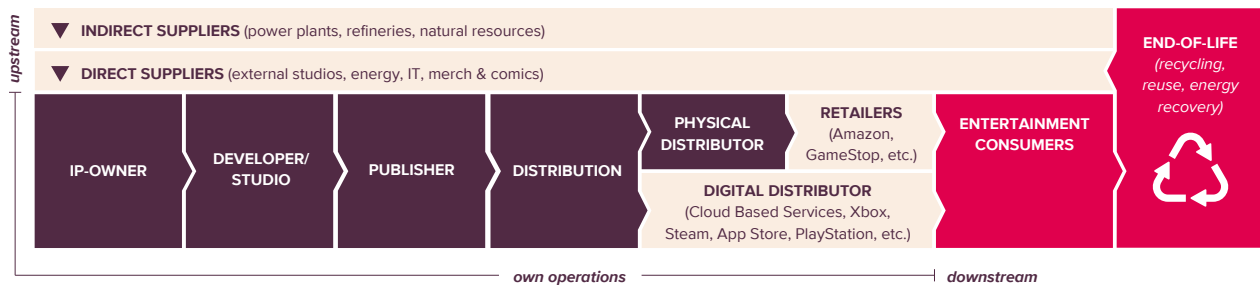 upstream
INDIRECT SUPPLIERS (power plants, refineries, natural resources)
DIRECT SUPPLIERS (external studios, energy, IT, merch & comics)
IP-OWNER
DEVELOPER/
STUDIO
PUBLISHER
DISTRIBUTION
PHYSICAL
DISTRIBUTOR
RETAILERS
(Amazon,
GameStop, etc.)
DIGITAL DISTRIBUTOR
(Cloud Based Services, Xbox,
Steam, App Store, PlayStation, etc.)
ENTERTAINMENT
CONSUMERS
END-OF-LIFE
(recycling,
reuse, energy
recovery)
own operations
downstream